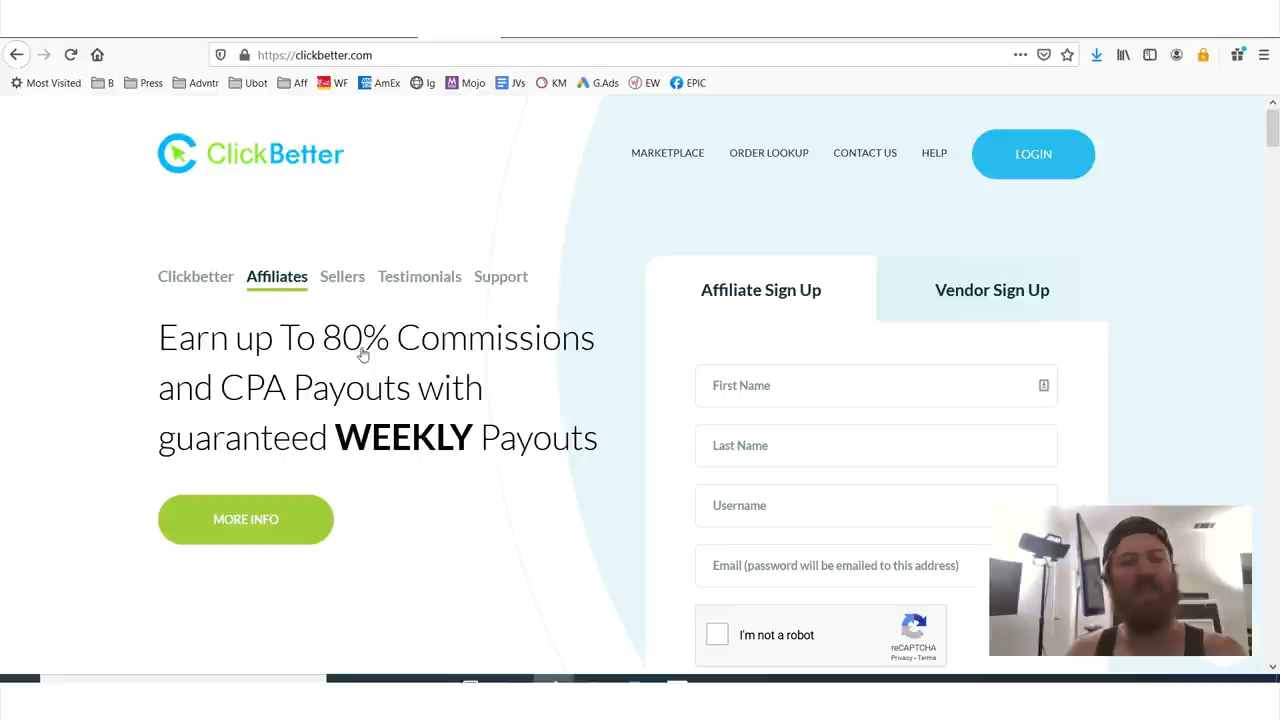 https://clickbetter.com
Most Visited B Press Advntr Ubot Aff WF AmEx Ig Mojo JVs KM G.Ads EW EPIC
ClickBetter
MARKETPLACE ORDER LOOKUP CONTACT US HELP LOGIN
Clickbetter Affiliates Sellers Testimonials Support
Earn up To 80% Commissions
and CPA Payouts with
guaranteed WEEKLY Payouts
MORE INFO
Affiliate Sign Up Vendor Sign Up
First Name
Last Name
Username
Email (password will be emailed to this address)
I'm not a robot
reCAPTCHA
Privacy - Terms